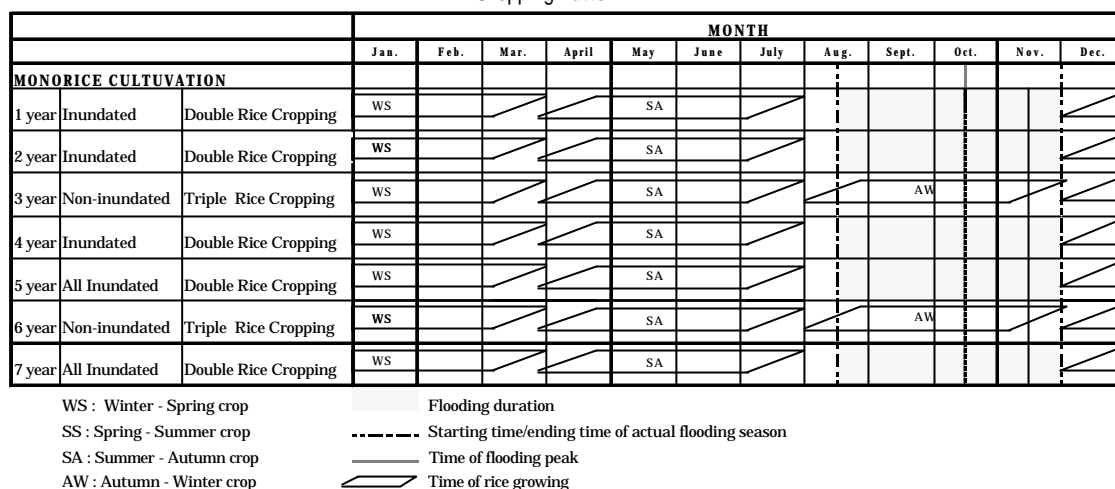 MONTH
Jan. Feb. Mar. April May June July Aug. Sept. Oct. Nov. Dec.
MONORICE CULTUVATION
1 year Inundated Double Rice Cropping WS SA
2 year Inundated Double Rice Cropping WS SA
3 year Non-inundated Triple Rice Cropping WS SA AW
4 year Inundated Double Rice Cropping WS SA
5 year All Inundated Double Rice Cropping WS SA
6 year Non-inundated Triple Rice Cropping WS SA AW
7 year All Inundated Double Rice Cropping WS SA
WS : Winter - Spring crop Flooding duration
SS : Spring - Summer crop Starting time/ending time of actual flooding season
SA : Summer - Autumn crop Time of flooding peak
AW : Autumn - Winter crop Time of rice growing